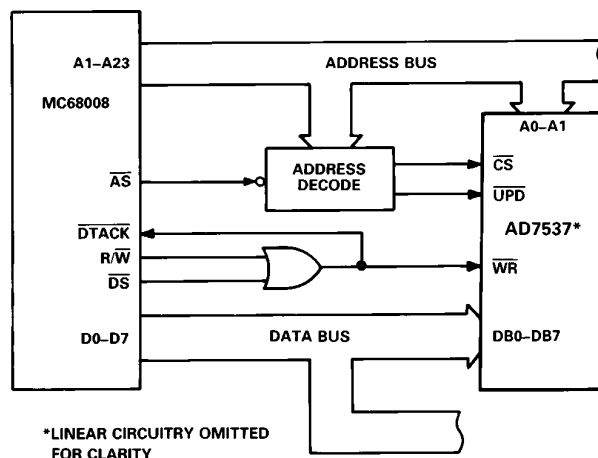 A1–A23
ADDRESS BUS
MC68008
A0–A1
ADDRESS
DECODE
AS
CS
UPD
AD7537*
DTACK
R/W
DS
WR
D0–D7
DATA BUS
DB0–DB7
*LINEAR CIRCUITRY OMITTED
FOR CLARITY